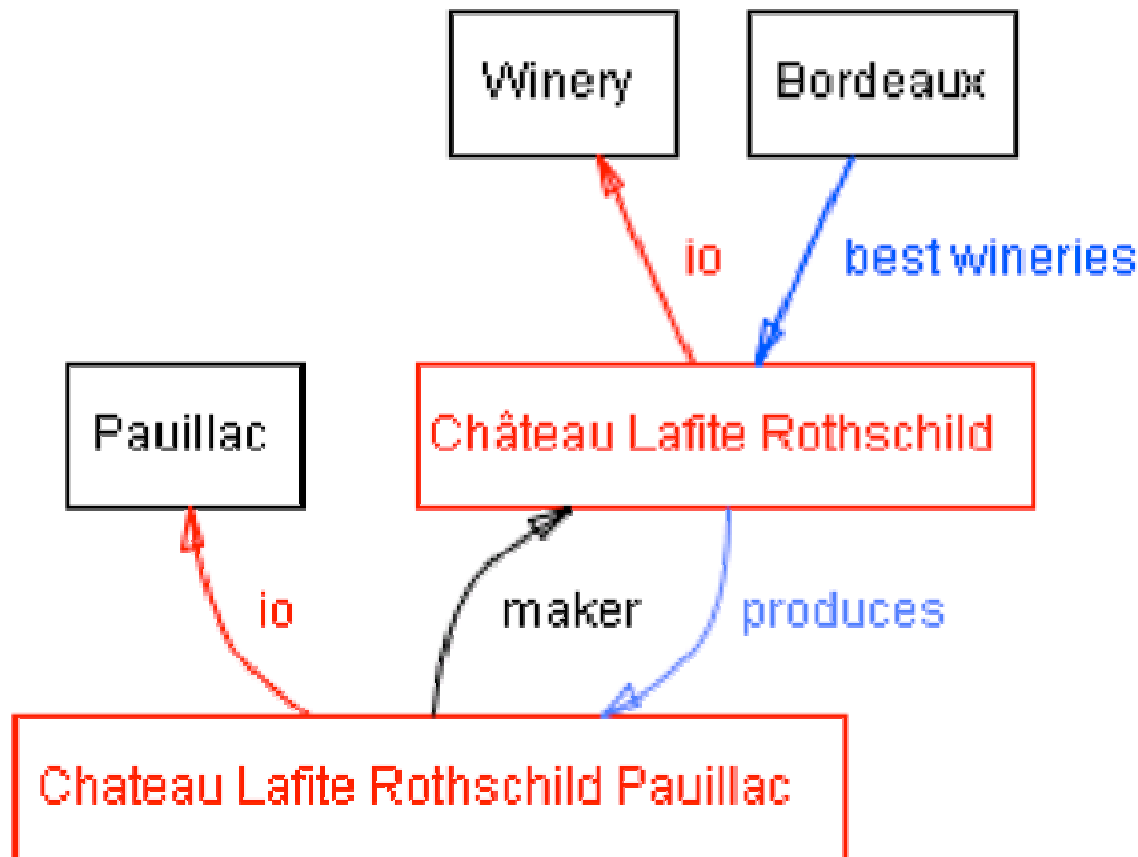 Winery
Bordeaux
io
best wineries
Pauillac
Château Lafite Rothschild
io
maker
produces
Chateau Lafite Rothschild Pauillac